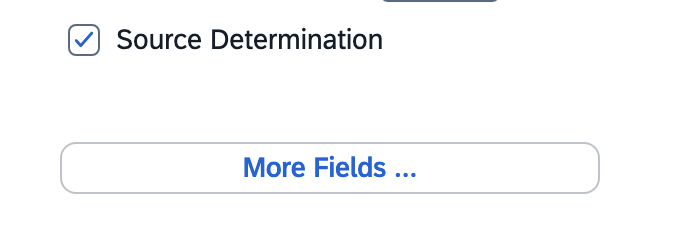 Source Determination
More Fields ...